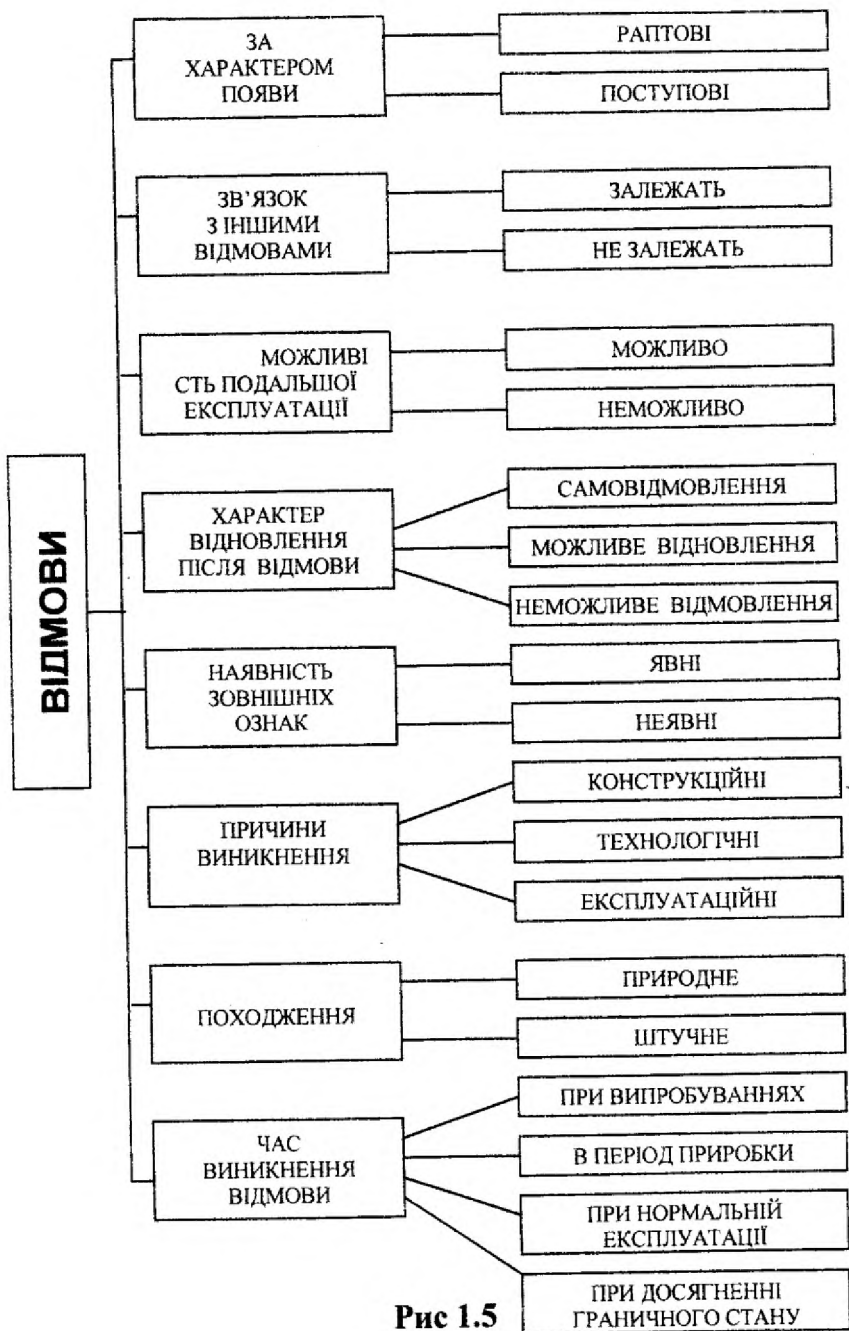 ВІДМОВИ
ЗА
ХАРАКТЕРОМ
ПОЯВИ
РАПТОВІ
ПОСТУПОВІ
ЗВ’ЯЗОК
З ІНШИМИ
ВІДМОВАМИ
ЗАЛЕЖАТЬ
НЕ ЗАЛЕЖАТЬ
МОЖЛИВІ
СТЬ ПОДАЛЬШОЇ
ЕКСПЛУАТАЦІЇ
МОЖЛИВО
НЕМОЖЛИВО
ХАРАКТЕР
ВІДНОВЛЕННЯ
ПІСЛЯ ВІДМОВИ
САМОВІДМОВЛЕННЯ
МОЖЛИВЕ ВІДНОВЛЕННЯ
НЕМОЖЛИВЕ ВІДМОВЛЕННЯ
НАЯВНІСТЬ
ЗОВНІШНІХ
ОЗНАК
ЯВНІ
НЕЯВНІ
ПРИЧИНИ
ВИНИКНЕННЯ
КОНСТРУКЦІЙНІ
ТЕХНОЛОГІЧНІ
ЕКСПЛУАТАЦІЙНІ
ПОХОДЖЕННЯ
ПРИРОДНЕ
ШТУЧНЕ
ЧАС
ВИНИКНЕННЯ
ВІДМОВИ
ПРИ ВИПРОБУВАННЯХ
В ПЕРІОД ПРИРОБКИ
ПРИ НОРМАЛЬНІЙ
ЕКСПЛУАТАЦІЇ
ПРИ ДОСЯГНЕННІ
ГРАНИЧНОГО СТАНУ
Рис 1.5